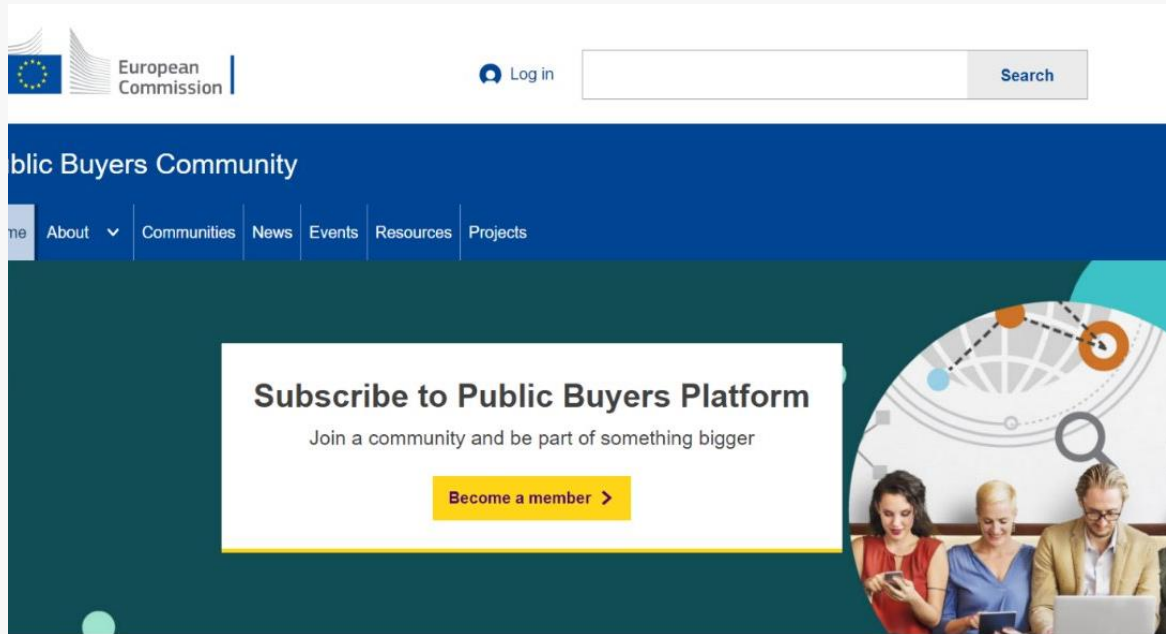 European
Commission
Log in
Search
blic Buyers Community
me
About
Communities
News
Events
Resources
Projects
Subscribe to Public Buyers Platform
Join a community and be part of something bigger
Become a member